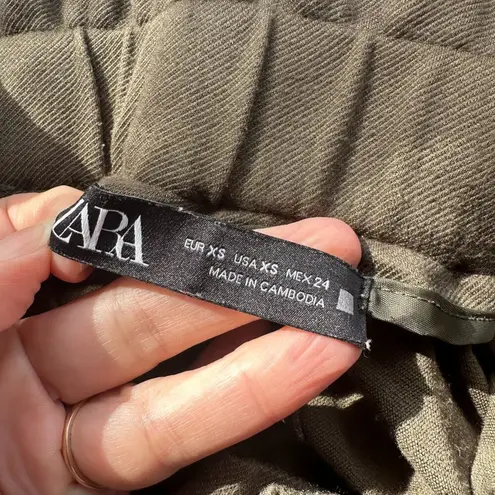 ZARA
EUR XS USA XS MEX 24
MADE IN CAMBODIA